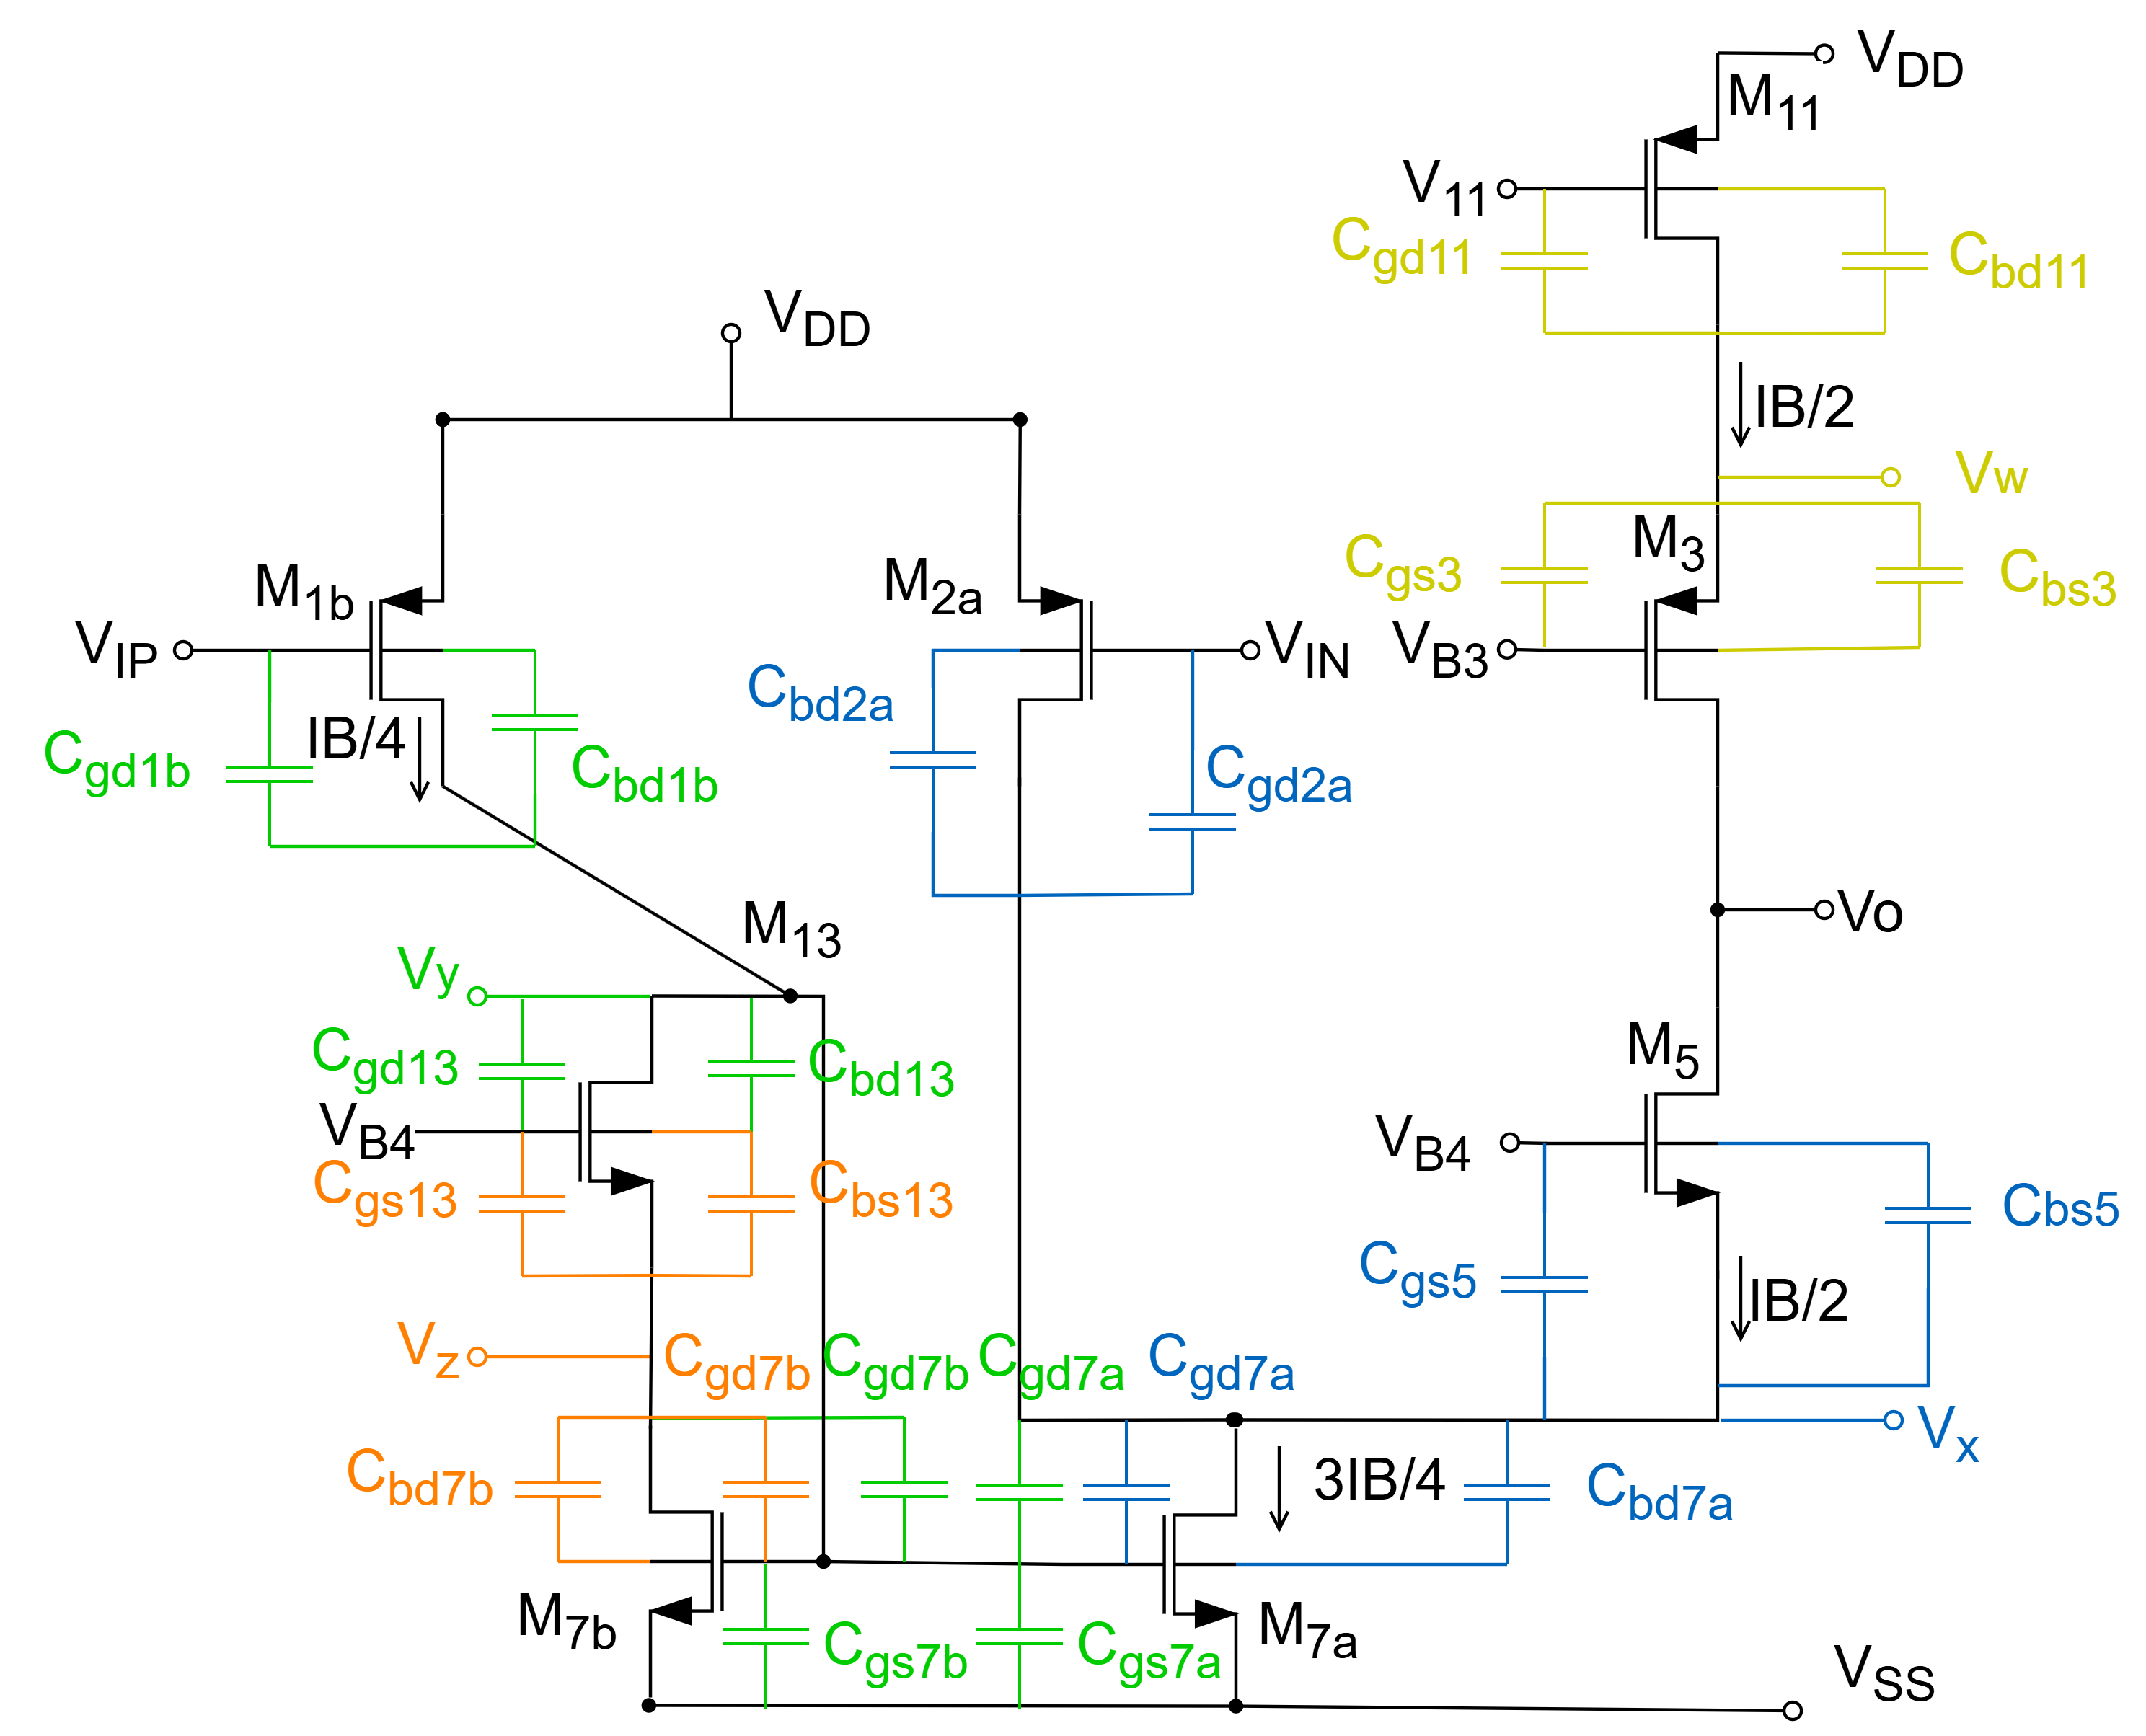 VDD
M11
V11
Cgd11
Cbd11
VDD
IB/2
Vw
M3
Cgs3
Cbs3
M1b
M2a
VIP
VIN
VB3
Cbd2a
IB/4
Cgd1b
Cbd1b
Cgd2a
M13
Vo
Vy
Cgd13
Cbd13
M5
VB4
VB4
Cgs13
Cbs13
Cbs5
Cgs5
IB/2
Vz
Cgd7b
Cgd7b
Cgd7a
Cgd7a
Vx
Cbd7b
3IB/4
Cbd7a
M7b
Cgs7b
Cgs7a
M7a
VSS